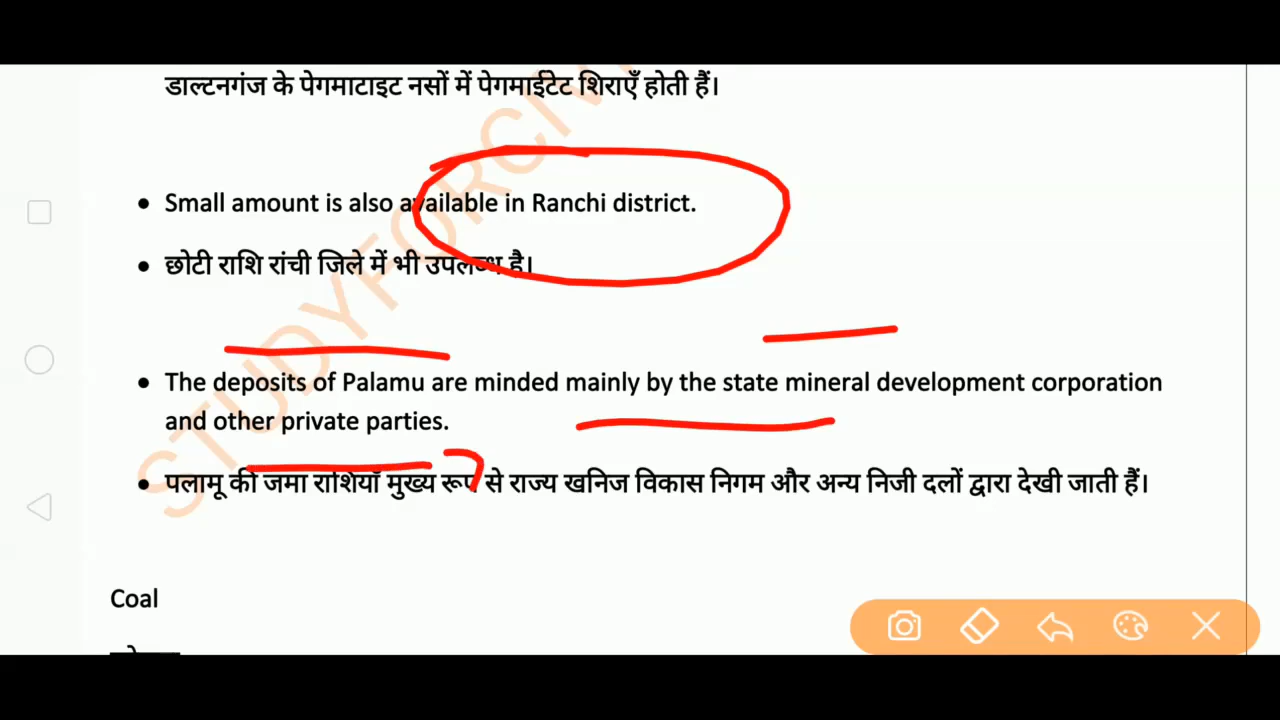 डाल्टनगंज के पेगमाटाइट नसों में पेगमाईटेट शिराएँ होती हैं।
• Small amount is also available in Ranchi district.
• छोटी राशि रांची जिले में भी उपलब्ध है।
• The deposits of Palamu are minded mainly by the state mineral development corporation
and other private parties.
• पलामू की जमा राशियाँ मुख्य रूप से राज्य खनिज विकास निगम और अन्य निजी दलों द्वारा देखी जाती हैं।
Coal